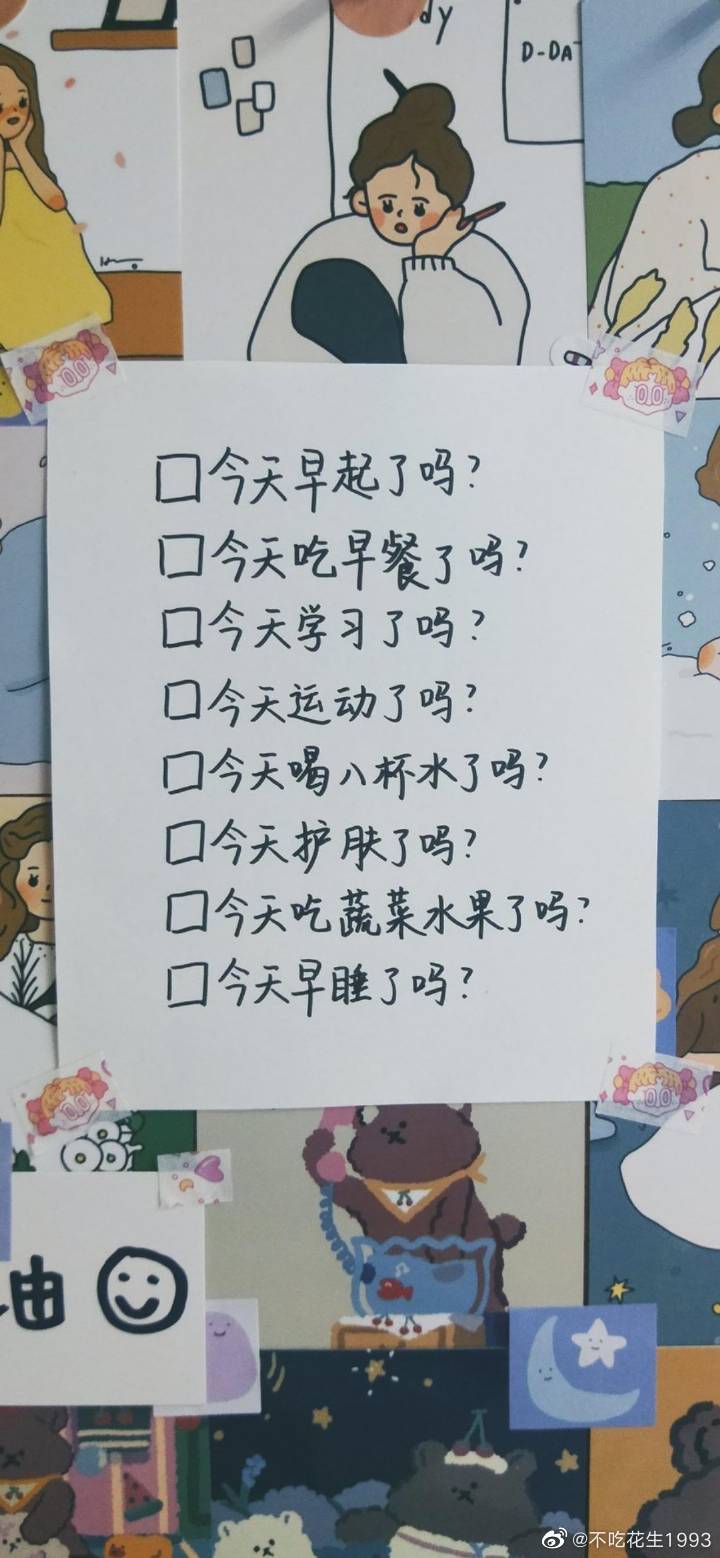 dy
D-DA
□今天早起了吗?
□今天吃早餐了吗?
□今天学习了吗?
□今天运动了吗?
□今天喝八杯水了吗?
□今天护肤了吗?
□今天吃蔬菜水果了吗?
□今天早睡了吗?
油
@不吃花生1993